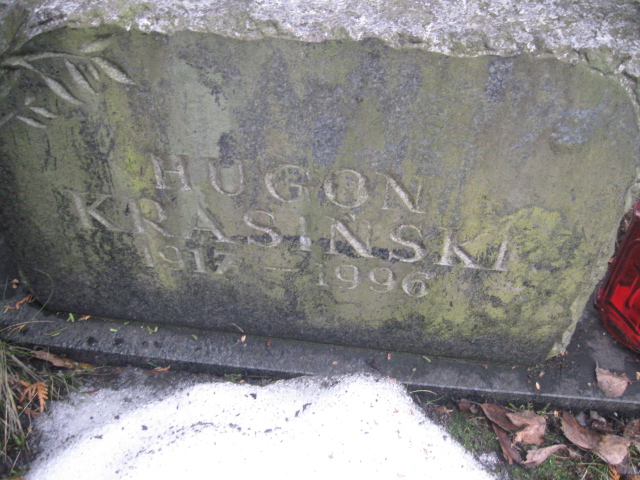 HUGON
KRASIŃSKI
1917 – 1996